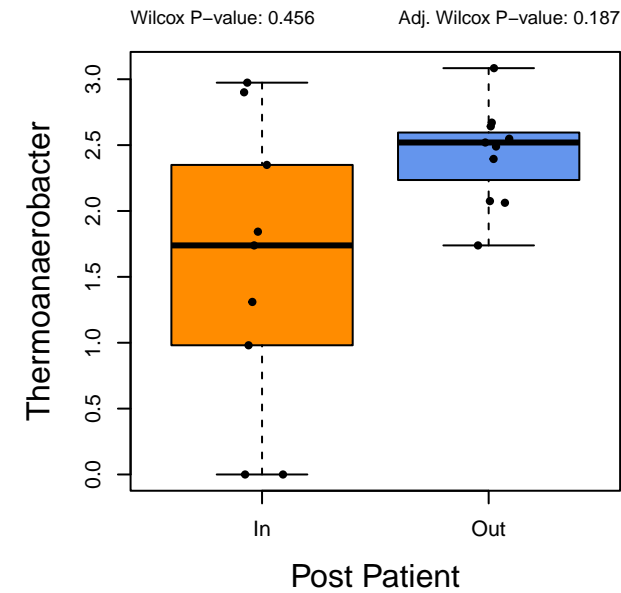 Wilcox P−value: 0.456 Adj. Wilcox P−value: 0.187
Thermoanaerobacter
3.0
2.5
2.0
1.5
1.0
0.5
0.0
In Out
Post Patient